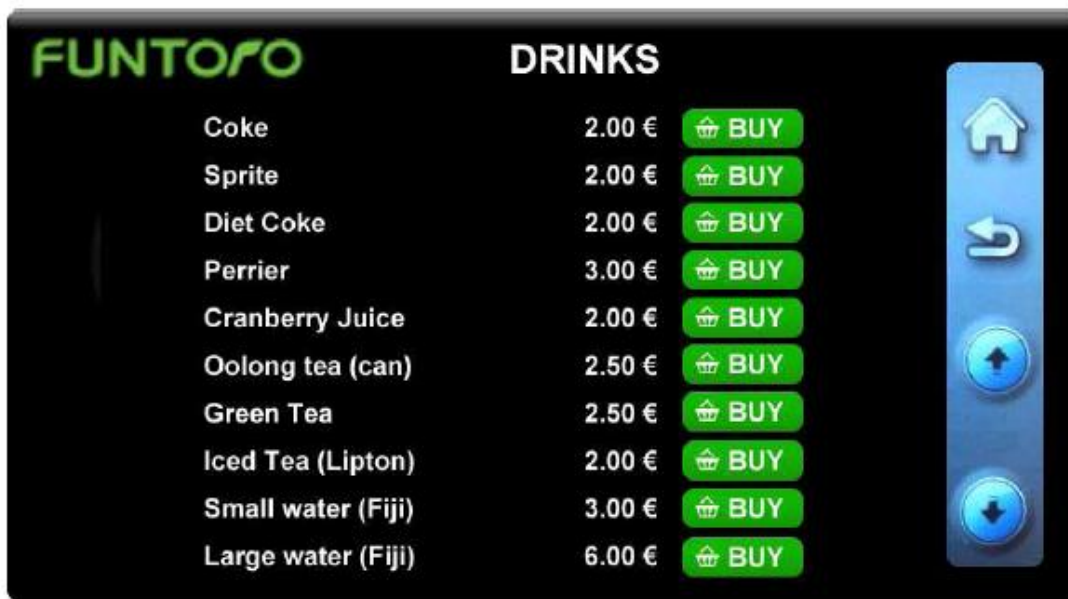 FUNTORO DRINKS
Coke 2.00 € BUY
Sprite 2.00 € BUY
Diet Coke 2.00 € BUY
Perrier 3.00 € BUY
Cranberry Juice 2.00 € BUY
Oolong tea (can) 2.50 € BUY
Green Tea 2.50 € BUY
Iced Tea (Lipton) 2.00 € BUY
Small water (Fiji) 3.00 € BUY
Large water (Fiji) 6.00 € BUY